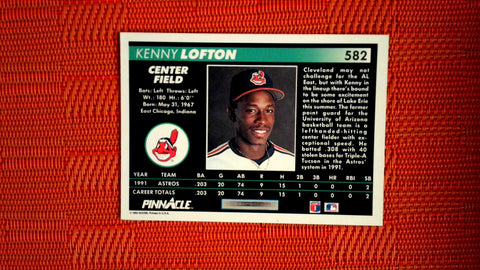 KENNY LOFTON
582
CENTER
FIELD
Bats: Left Throws: Left
Wt: 180 Ht: 6'0"
Born: May 31, 1967
East Chicago, Indiana
Cleveland may not
challenge for the AL
East, but with Kenny in
the lineup there's bound to
be some excitement
on the shore of Lake Erie
this summer. The former
point guard for the
University of Arizona
basketball team is a
lefthanded-hitting
center fielder with ex-
ceptional speed. He
batted .308 with 40
stolen bases for Triple-A
Tucson in the Astros'
system in 1991.
YEAR TEAM BA G AB R H 2B 3B HR RBI SB
1991 ASTROS .203 20 74 9 15 1 0 0 0 2
CAREER TOTALS .203 20 74 9 15 1 0 0 0 2
PINNACLE